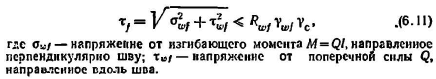 τ_f = √σ²_wf + τ²_wf ⩽ R_wf γ_wf γ_c, (6.11)
где σ_wf — напряжение от изгибающего момента M=Ql, направленное
перпендикулярно шву; τ_wf — напряжение от поперечной силы Q,
направленное вдоль шва.